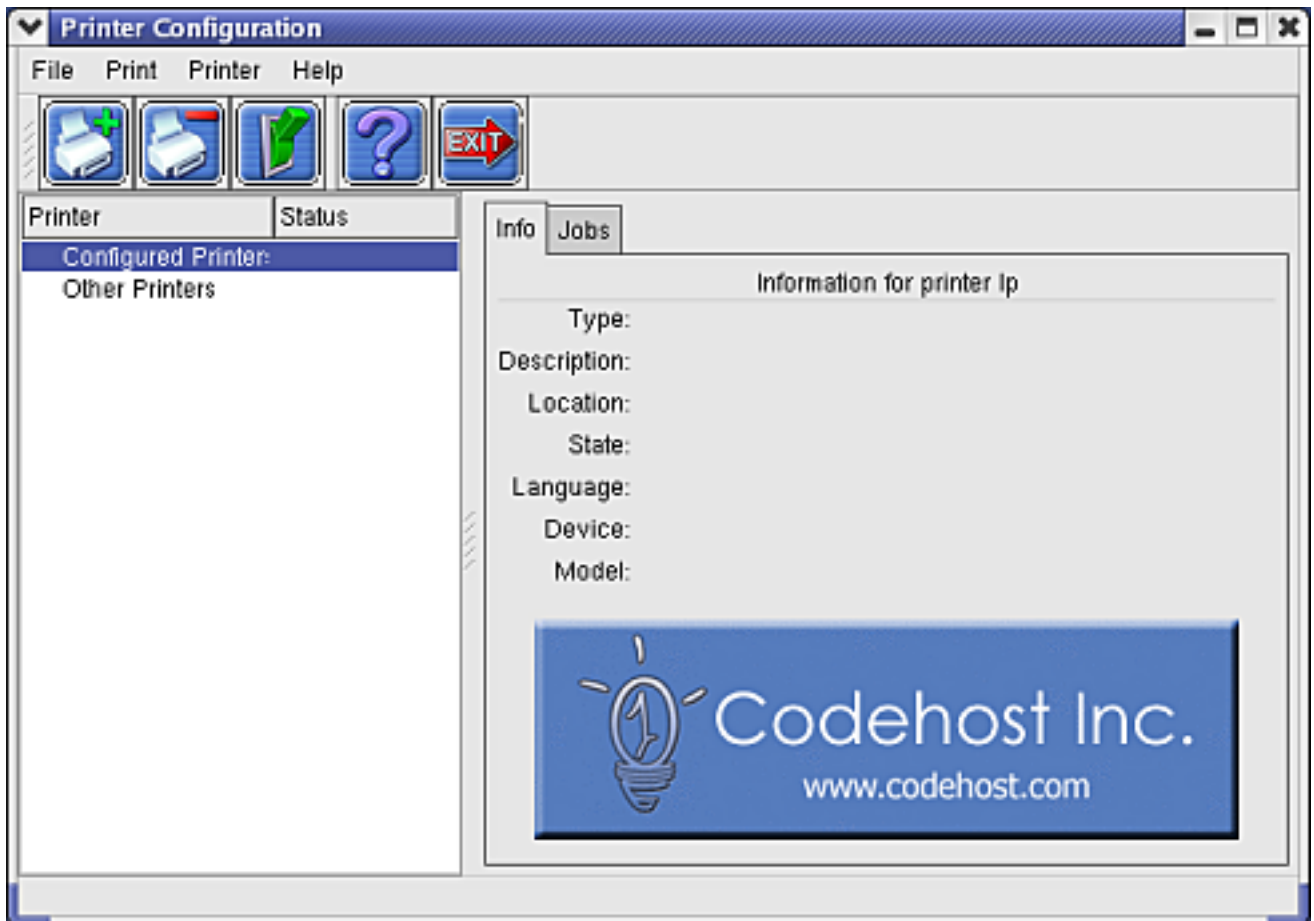 Printer Configuration
File Print Printer Help
EXIT
Printer Status
Configured Printer:
Other Printers
Info Jobs
Information for printer lp
Type:
Description:
Location:
State:
Language:
Device:
Model:
Codehost Inc.
www.codehost.com